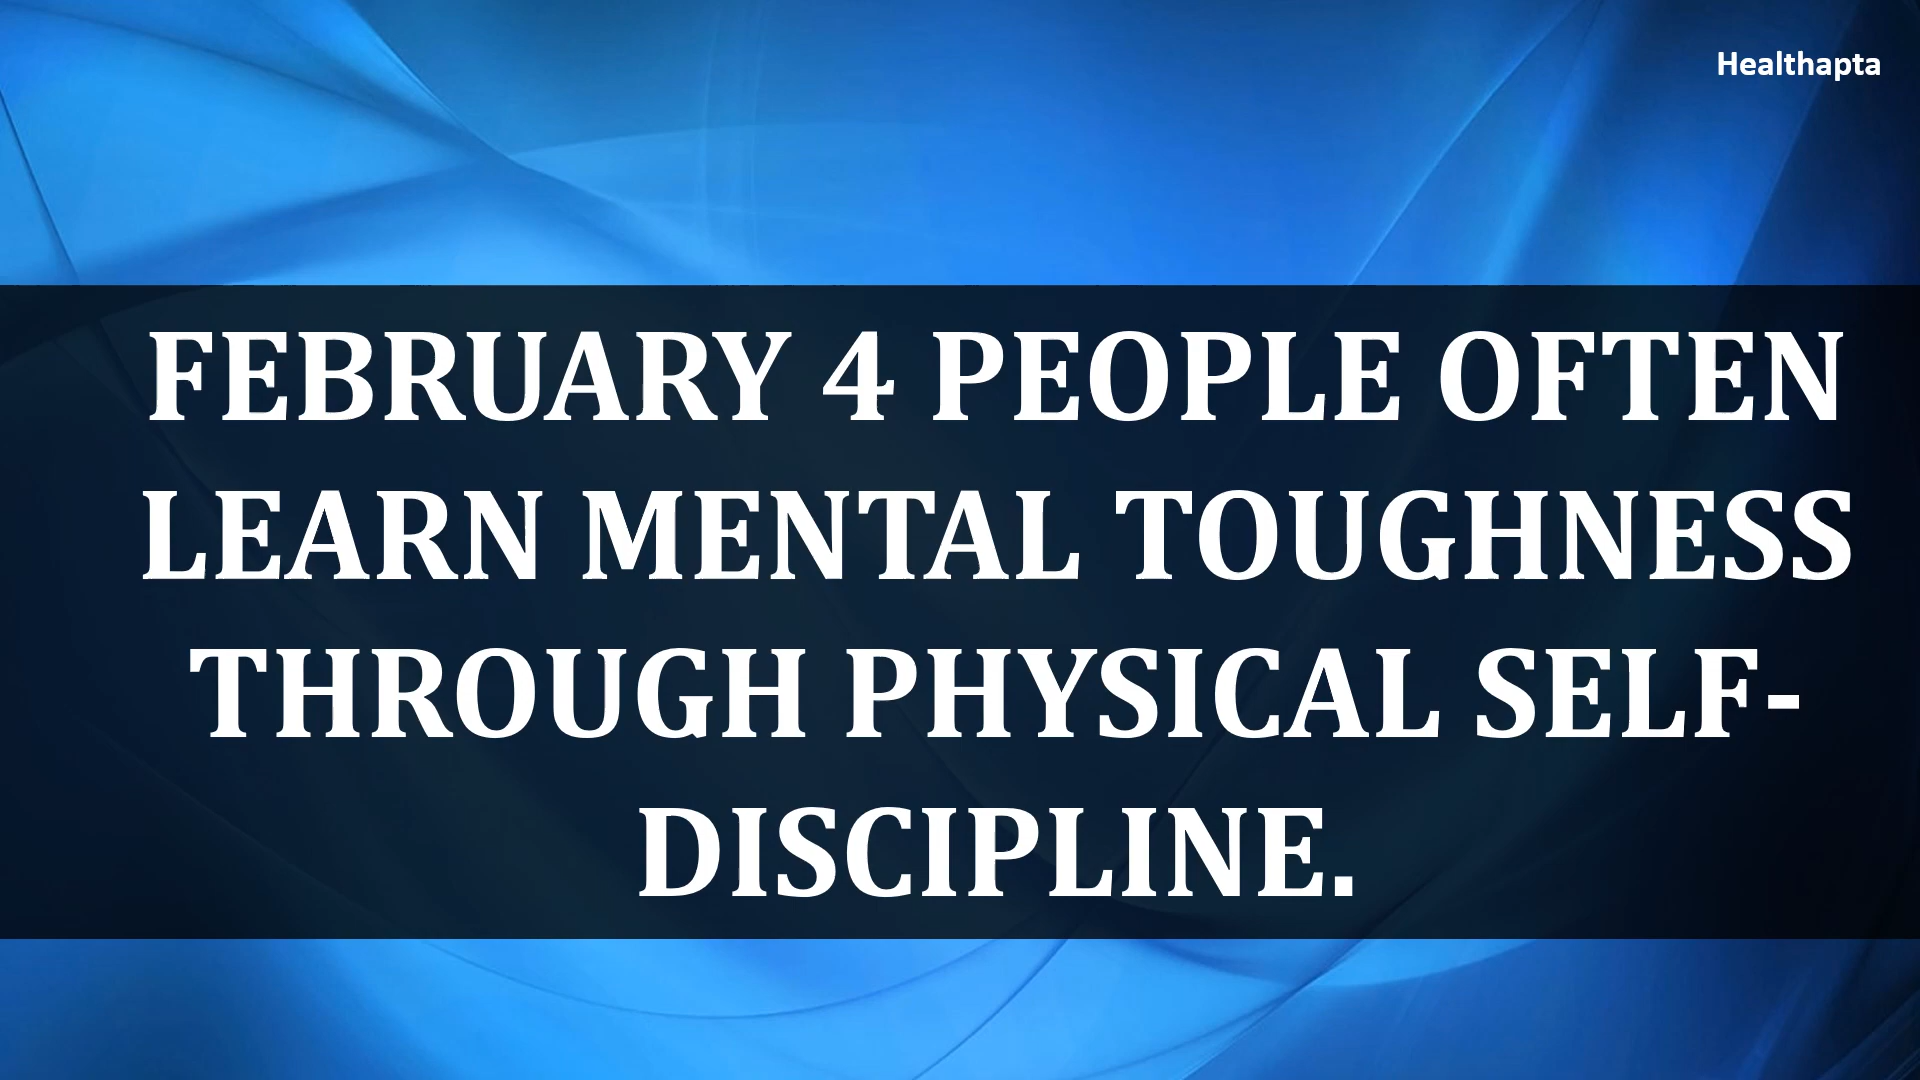 Healthapta
FEBRUARY 4 PEOPLE OFTEN
LEARN MENTAL TOUGHNESS
THROUGH PHYSICAL SELF-
DISCIPLINE.